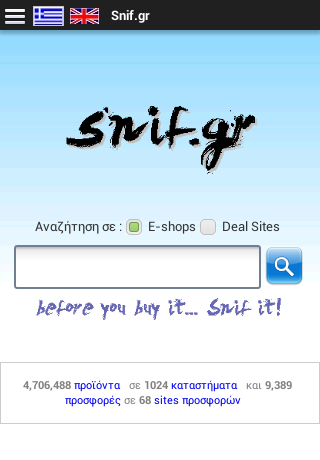 Snif.gr
snif.gr
Αναζήτηση σε : E-shops Deal Sites
before you buy it... Snif it!
4,706,488 προϊόντα σε 1024 καταστήματα και 9,389
προσφορές σε 68 sites προσφορών